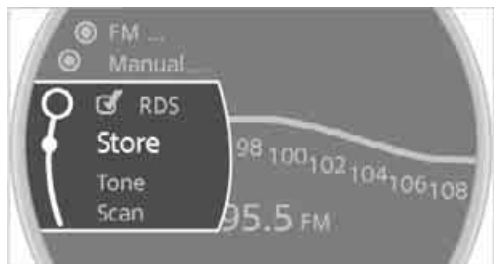 FM ...
Manual ...
RDS
Store
98 100 102 104 106 108
Tone
Scan
95.5 FM